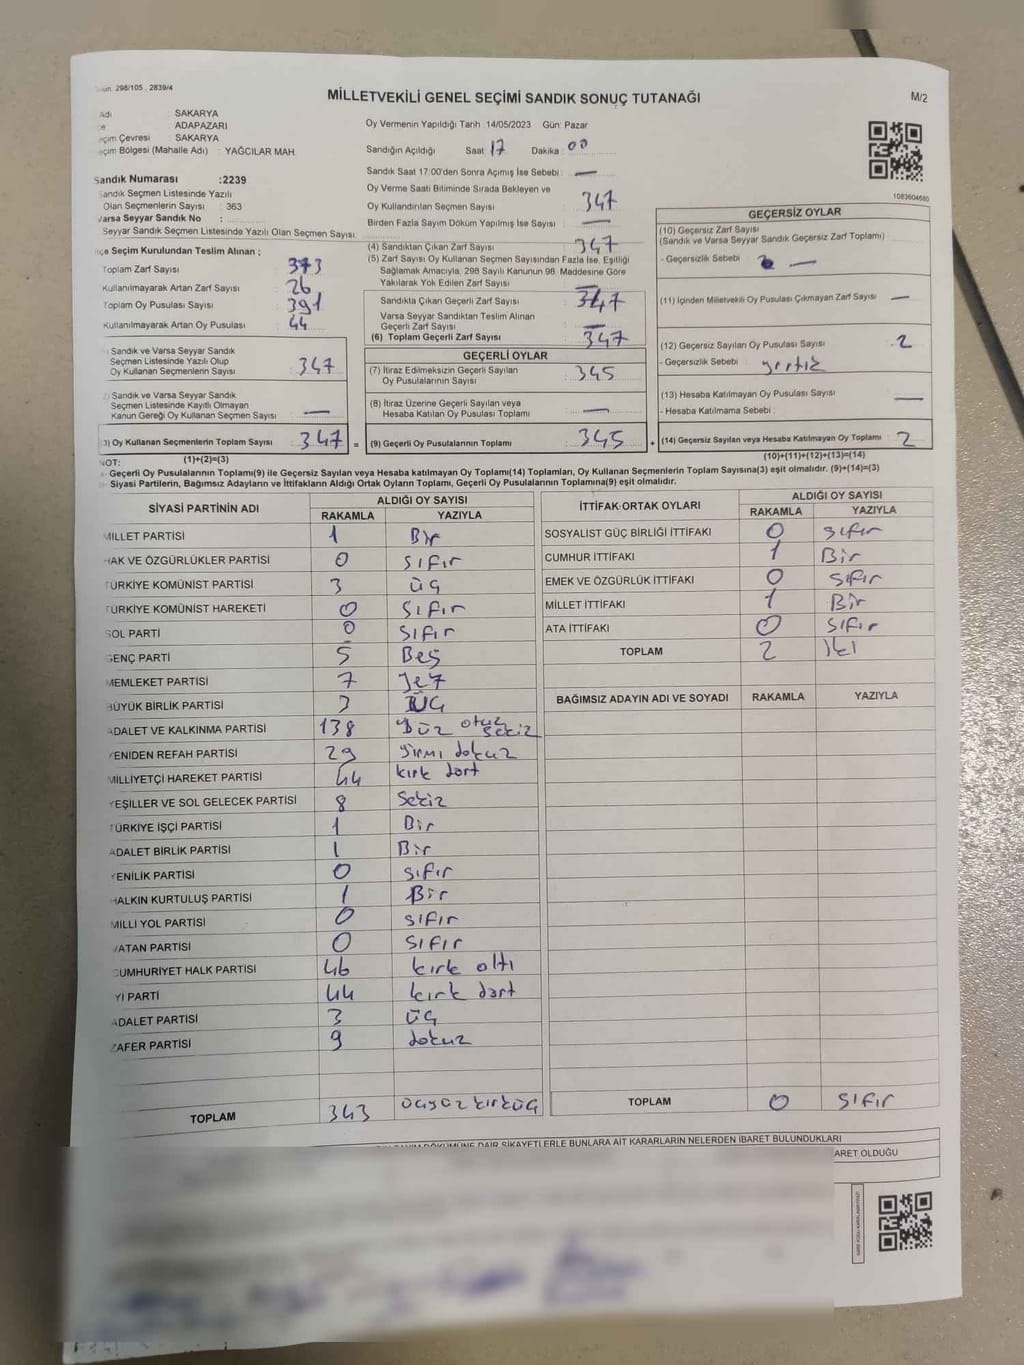 298/105 , 2839/4
MİLLETVEKİLİ GENEL SEÇİMİ SANDIK SONUÇ TUTANAĞI
M/2
Adı : SAKARYA
: ADAPAZARI
Seçim Çevresi : SAKARYA
Seçim Bölgesi (Mahalle Adı) : YAĞCILAR MAH.
Oy Vermenin Yapıldığı Tarih :14/05/2023 Gün: Pazar
Sandığın Açıldığı Saat: 17 Dakika: 00
Sandık Saat 17:00'den Sonra Açımış İse Sebebi : —
Oy Verme Saati Bitiminde Sırada Bekleyen ve
Oy Kullandırılan Seçmen Sayısı : 347
Birden Fazla Sayım Döküm Yapılmış İse Sayısı : —
Sandık Numarası :2239
Sandık Seçmen Listesinde Yazılı
Olan Seçmenlerin Sayısı : 363
Varsa Seyyar Sandık No :
Seyyar Sandık Seçmen Listesinde Yazılı Olan Seçmen Sayısı:
1083604680
İlçe Seçim Kurulundan Teslim Alınan ;
Toplam Zarf Sayısı : 373
Kullanılmayarak Artan Zarf Sayısı : 26
Toplam Oy Pusulası Sayısı : 391
Kullanılmayarak Artan Oy Pusulası : 44
(4) Sandıktan Çıkan Zarf Sayısı : 347
(5) Zarf Sayısı Oy Kullanan Seçmen Sayısından Fazla İse, Eşitliği
Sağlamak Amacıyla, 298 Sayılı Kanunun 98. Maddesine Göre
Yakılarak Yok Edilen Zarf Sayısı : —
Sandıkta Çıkan Geçerli Zarf Sayısı : 347
Varsa Seyyar Sandıktan Teslim Alınan
Geçerli Zarf Sayısı : —
(6) Toplam Geçerli Zarf Sayısı : 347
GEÇERSİZ OYLAR
(10) Geçersiz Zarf Sayısı
(Sandık ve Varsa Seyyar Sandık Geçersiz Zarf Toplamı)
- Geçersizlik Sebebi : —
(11) İçinden Milletvekili Oy Pusulası Çıkmayan Zarf Sayısı : —
(12) Geçersiz Sayılan Oy Pusulası Sayısı : 2
- Geçersizlik Sebebi : yırtık
(13) Hesaba Katılmayan Oy Pusulası Sayısı : —
- Hesaba Katılmama Sebebi :
(14) Geçersiz Sayılan veya Hesaba Katılmayan Oy Toplamı : 2
(10)+(11)+(12)+(13)=(14)
Sandık ve Varsa Seyyar Sandık
Seçmen Listesinde Yazılı Olup
Oy Kullanan Seçmenlerin Sayısı : 347
Sandık ve Varsa Seyyar Sandık
Seçmen Listesinde Kayıtlı Olmayan
Kanun Gereği Oy Kullanan Seçmen Sayısı : —
(3) Oy Kullanan Seçmenlerin Toplam Sayısı : 347 =
(1)+(2)=(3)
GEÇERLİ OYLAR
(7) İtiraz Edilmeksizin Geçerli Sayılan
Oy Pusulalarının Sayısı : 345
(8) İtiraz Üzerine Geçerli Sayılan veya
Hesaba Katılan Oy Pusulası Toplamı : —
(9) Geçerli Oy Pusulalarının Toplamı : 345 +
NOT:
- Geçerli Oy Pusulalarının Toplamı(9) ile Geçersiz Sayılan veya Hesaba katılmayan Oy Toplamı(14) Toplamları, Oy Kullanan Seçmenlerin Toplam Sayısına(3) eşit olmalıdır. (9)+(14)=(3)
- Siyasi Partilerin, Bağımsız Adayların ve İttifakların Aldığı Ortak Oyların Toplamı, Geçerli Oy Pusulalarının Toplamına(9) eşit olmalıdır.
SİYASİ PARTİNİN ADI ALDIĞI OY SAYISI
RAKAMLA YAZIYLA
MİLLET PARTİSİ 1 Bir
HAK VE ÖZGÜRLÜKLER PARTİSİ 0 sıfır
TÜRKİYE KOMÜNİST PARTİSİ 3 üç
TÜRKİYE KOMÜNİST HAREKETİ 0 sıfır
SOL PARTİ 0 sıfır
GENÇ PARTİ 5 Beş
MEMLEKET PARTİSİ 7
BÜYÜK BİRLİK PARTİSİ 3 Üç
ADALET VE KALKINMA PARTİSİ 138 Yüz otuz sekiz
YENİDEN REFAH PARTİSİ 29 yirmi dokuz
MİLLİYETÇİ HAREKET PARTİSİ 44 kırk dört
YEŞİLLER VE SOL GELECEK PARTİSİ 8 Sekiz
TÜRKİYE İŞÇİ PARTİSİ 1 Bir
ADALET BİRLİK PARTİSİ 1 Bir
YENİLİK PARTİSİ 0 sıfır
HALKIN KURTULUŞ PARTİSİ 1 Bir
MİLLİ YOL PARTİSİ 0 sıfır
VATAN PARTİSİ 0 sıfır
CUMHURİYET HALK PARTİSİ 46 kırk altı
İYİ PARTİ 44 kırk dört
ADALET PARTİSİ 3 üç
ZAFER PARTİSİ 9 dokuz
TOPLAM 343 üçyüz kırküç
İTTİFAK ORTAK OYLARI ALDIĞI OY SAYISI
RAKAMLA YAZIYLA
SOSYALİST GÜÇ BİRLİĞİ İTTİFAKI 0 sıfır
CUMHUR İTTİFAKI 1 Bir
EMEK VE ÖZGÜRLÜK İTTİFAKI 0 sıfır
MİLLET İTTİFAKI 1 Bir
ATA İTTİFAKI 0 sıfır
TOPLAM 2 iki
BAĞIMSIZ ADAYIN ADI VE SOYADI RAKAMLA YAZIYLA
TOPLAM 0 sıfır
SAYIM DÖKÜMÜNE DAİR ŞİKAYETLERLE BUNLARA AİT KARARLARIN NELERDEN İBARET BULUNDUKLARI
ARET OLDUĞU